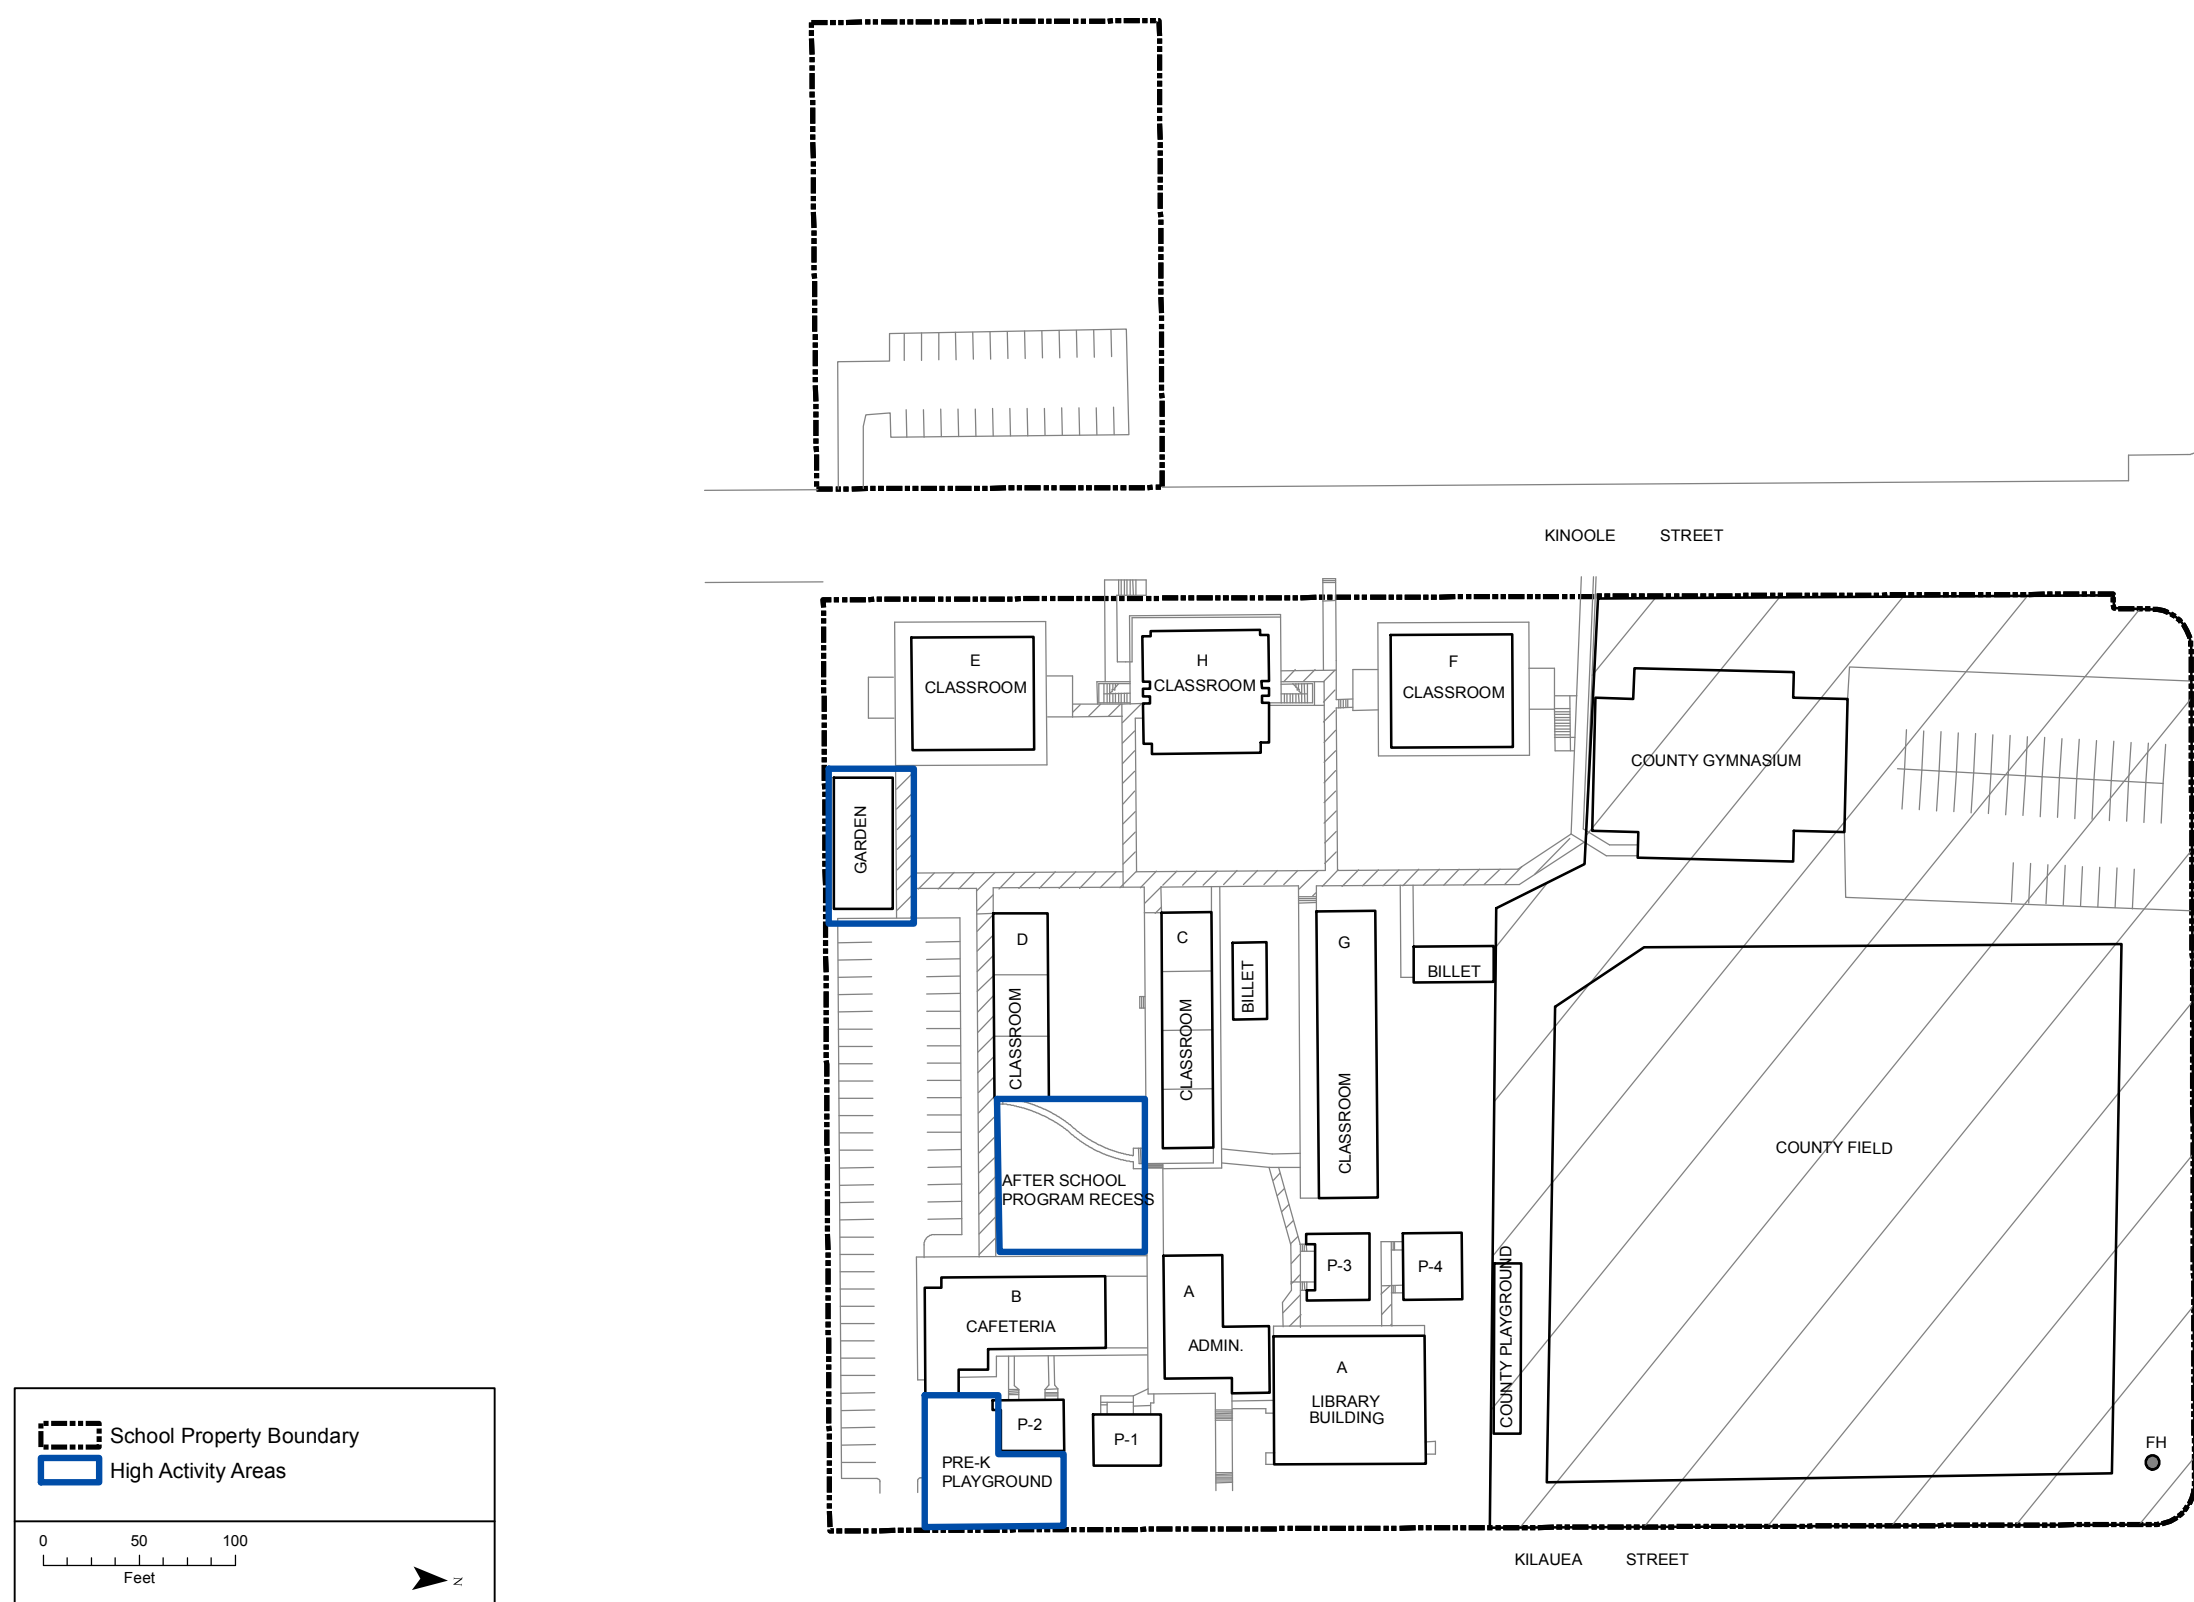 KINOOLE STREET
E
CLASSROOM
H
CLASSROOM
F
CLASSROOM
COUNTY GYMNASIUM
GARDEN
D
CLASSROOM
C
CLASSROOM
BILLET
G
CLASSROOM
BILLET
COUNTY FIELD
AFTER SCHOOL
PROGRAM RECESS
B
CAFETERIA
A
ADMIN.
P-3
P-4
A
LIBRARY
BUILDING
COUNTY PLAYGROUND
P-2
P-1
PRE-K
PLAYGROUND
FH
KILAUEA STREET
School Property Boundary
High Activity Areas
0 50 100
Feet
N